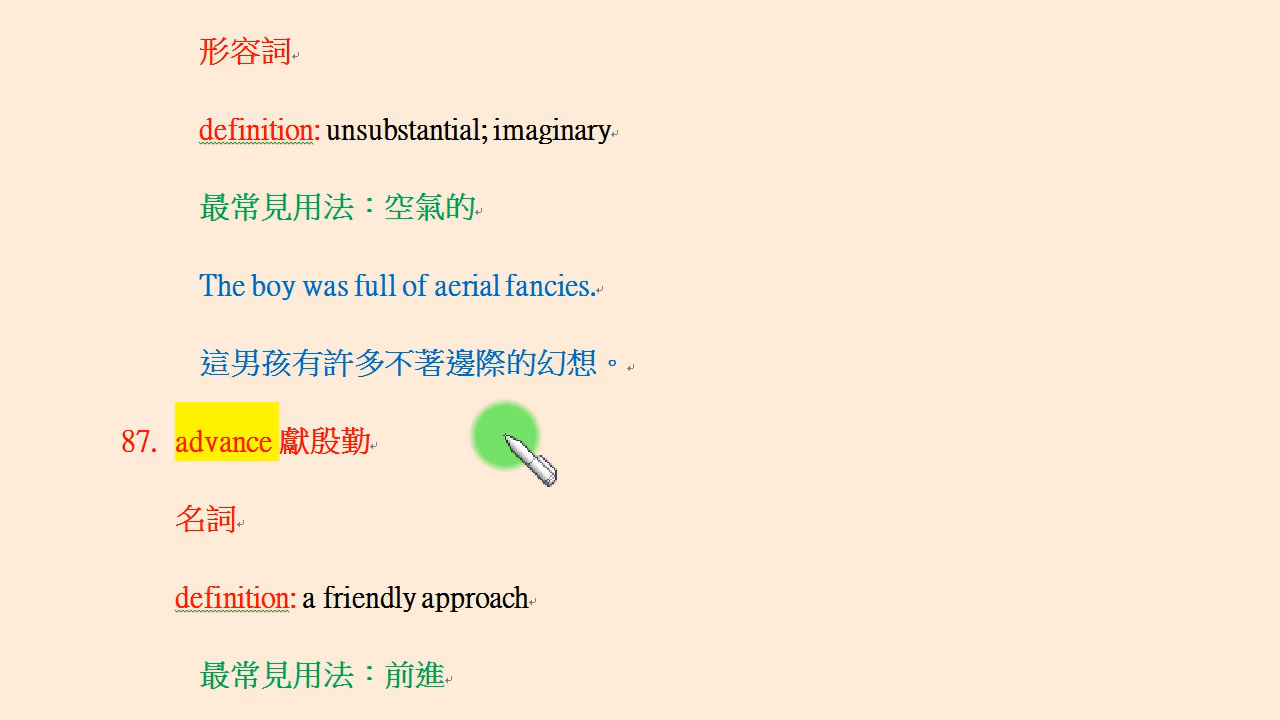 形容詞
definition: unsubstantial; imaginary
最常見用法：空氣的
The boy was full of aerial fancies.
這男孩有許多不著邊際的幻想。
87. advance 獻殷勤
名詞
definition: a friendly approach
最常見用法：前進